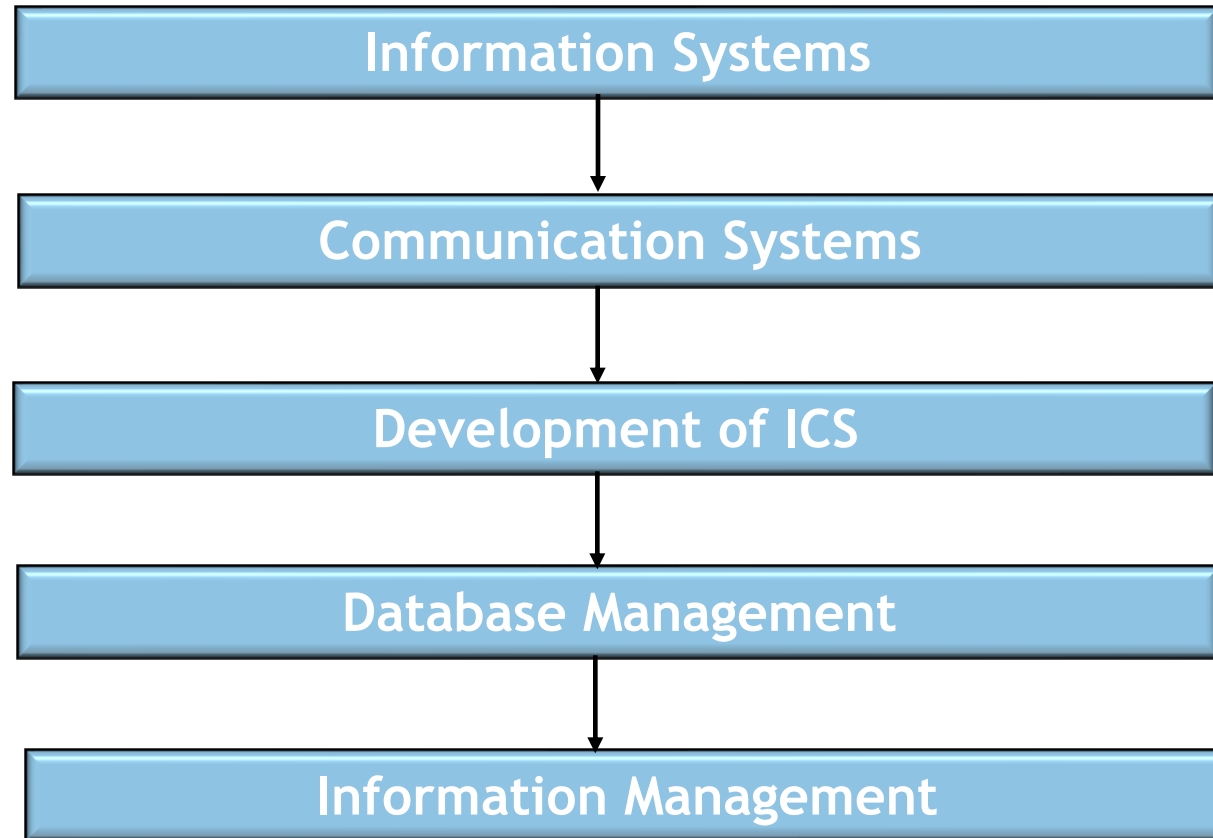 Information Systems
Communication Systems
Development of ICS
Database Management
Information Management